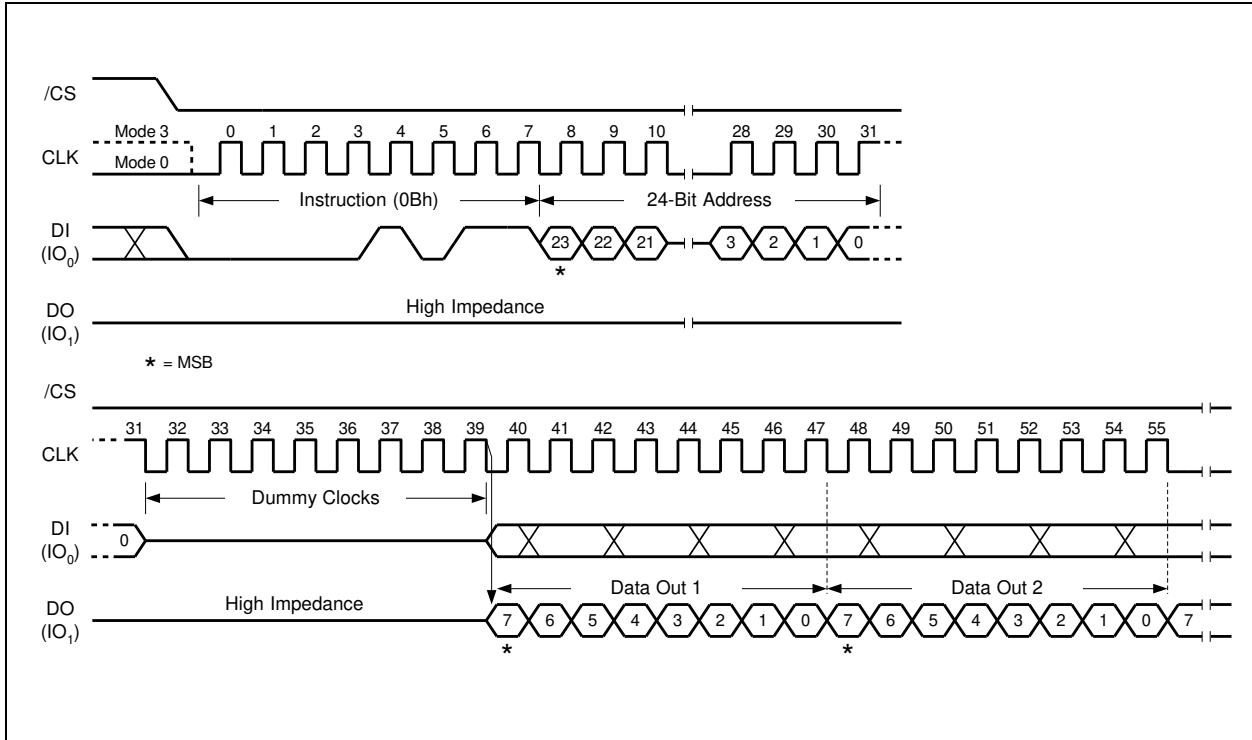 /CS
Mode 3 0 1 2 3 4 5 6 7 8 9 10 28 29 30 31
CLK
Mode 0
Instruction (0Bh) 24-Bit Address
DI
(IO0)
23 22 21 3 2 1 0
*
High Impedance
DO
(IO1)
* = MSB
/CS
31 32 33 34 35 36 37 38 39 40 41 42 43 44 45 46 47 48 49 50 51 52 53 54 55
CLK
Dummy Clocks
DI
(IO0)
0
Data Out 1 Data Out 2
High Impedance
DO
(IO1)
7 6 5 4 3 2 1 0 7 6 5 4 3 2 1 0 7
* *